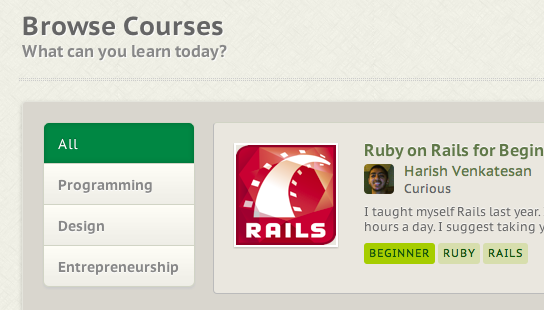 Browse Courses
What can you learn today?
All
Programming
Design
Entrepreneurship
RAILS
Ruby on Rails for Begin
Harish Venkatesan
Curious
I taught myself Rails last year.
hours a day. I suggest taking y
BEGINNER RUBY RAILS